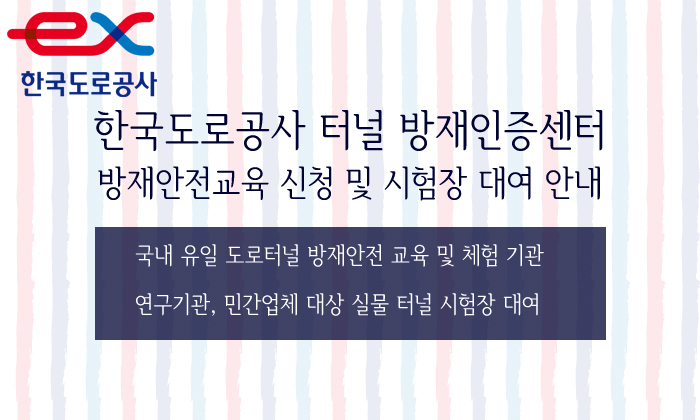 ex
한국도로공사
한국도로공사 터널 방재인증센터
방재안전교육 신청 및 시험장 대여 안내
국내 유일 도로터널 방재안전 교육 및 체험 기관
연구기관, 민간업체 대상 실물 터널 시험장 대여